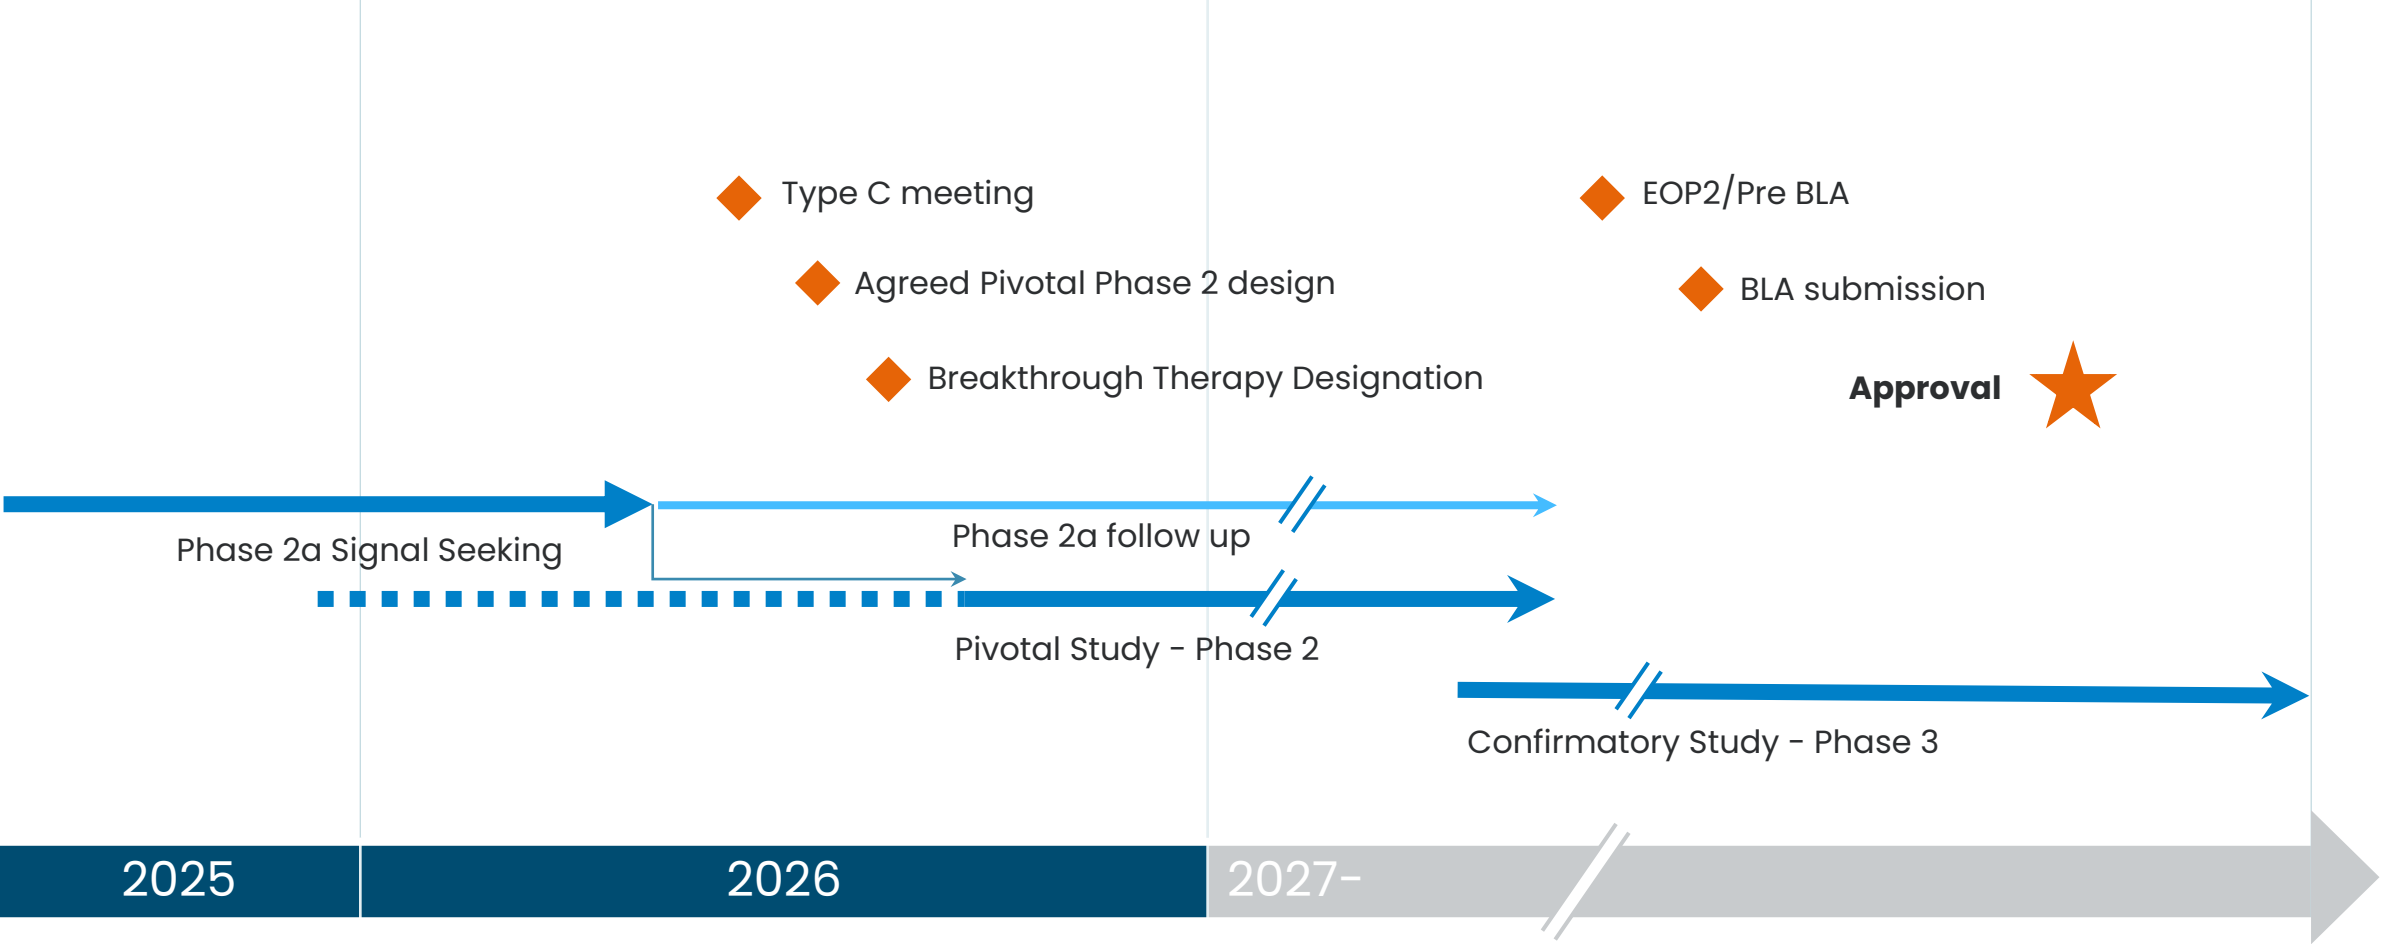 Type C meeting
EOP2/Pre BLA
Agreed Pivotal Phase 2 design
BLA submission
Breakthrough Therapy Designation
Approval
Phase 2a follow up
Phase 2a Signal Seeking
Pivotal Study - Phase 2
Confirmatory Study - Phase 3
2025
2026
2027-